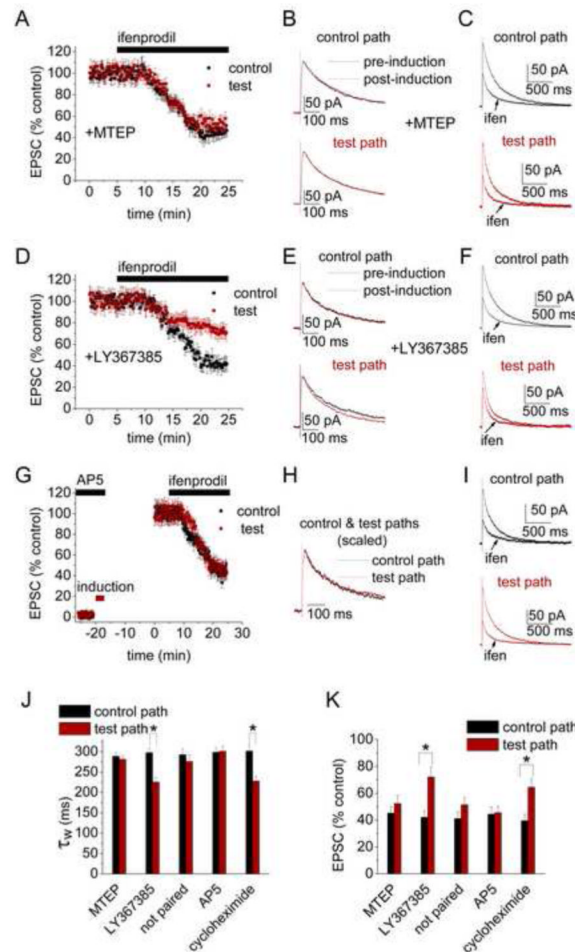 A
ifenprodil
EPSC (% control)
120
100
80
60
40
20
0
control
test
+MTEP
0 5 10 15 20 25
time (min)
B
control path
pre-induction
post-induction
50 pA
100 ms
+MTEP
test path
50 pA
100 ms
C
control path
50 pA
500 ms
ifen
test path
50 pA
500 ms
ifen
D
ifenprodil
EPSC (% control)
120
100
80
60
40
20
0
control
test
+LY367385
0 5 10 15 20 25
time (min)
E
control path
pre-induction
post-induction
50 pA
100 ms
+LY367385
test path
50 pA
100 ms
F
control path
50 pA
500 ms
ifen
test path
50 pA
500 ms
ifen
G
AP5
ifenprodil
EPSC (% control)
120
100
80
60
40
20
0
control
test
induction
-20 -10 0 10 20 30
time (min)
H
control & test paths
(scaled)
control path
test path
100 ms
I
control path
50 pA
500 ms
ifen
test path
50 pA
500 ms
ifen
J
control path
test path
* *
τw (ms)
300
250
200
150
100
50
0
MTEP
LY367385
not paired
AP5
cycloheximide
K
control path
test path
* *
EPSC (% control)
80
60
40
20
0
MTEP
LY367385
not paired
AP5
cycloheximide